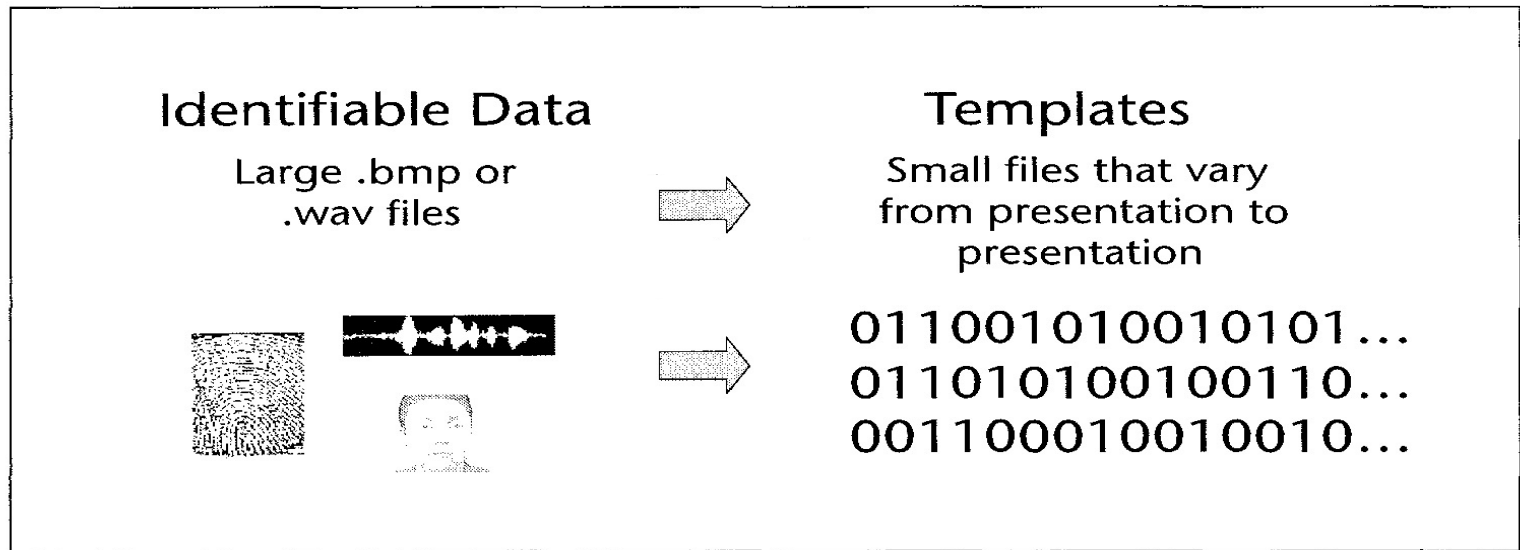 Identifiable Data
Large .bmp or
.wav files
Templates
Small files that vary
from presentation to
presentation
011001010010101...
011010100100110...
001100010010010...